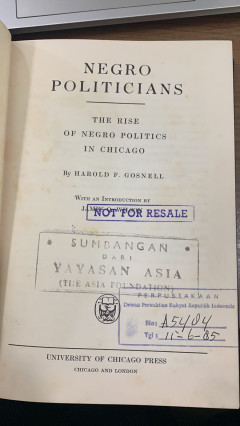 NEGRO
POLITICIANS
THE RISE
OF NEGRO POLITICS
IN CHICAGO
By HAROLD F. GOSNELL
WITH AN INTRODUCTION BY
NOT FOR RESALE
SUMBANGAN
DARI
YAYASAN ASIA
(THE ASIA FOUNDATION)
PERPUSTAKAAN
Dewan Perwakilan Rakyat Republik Indonesia
No: A5404
Tgl: 11-6-85
UNIVERSITY OF CHICAGO PRESS
CHICAGO AND LONDON